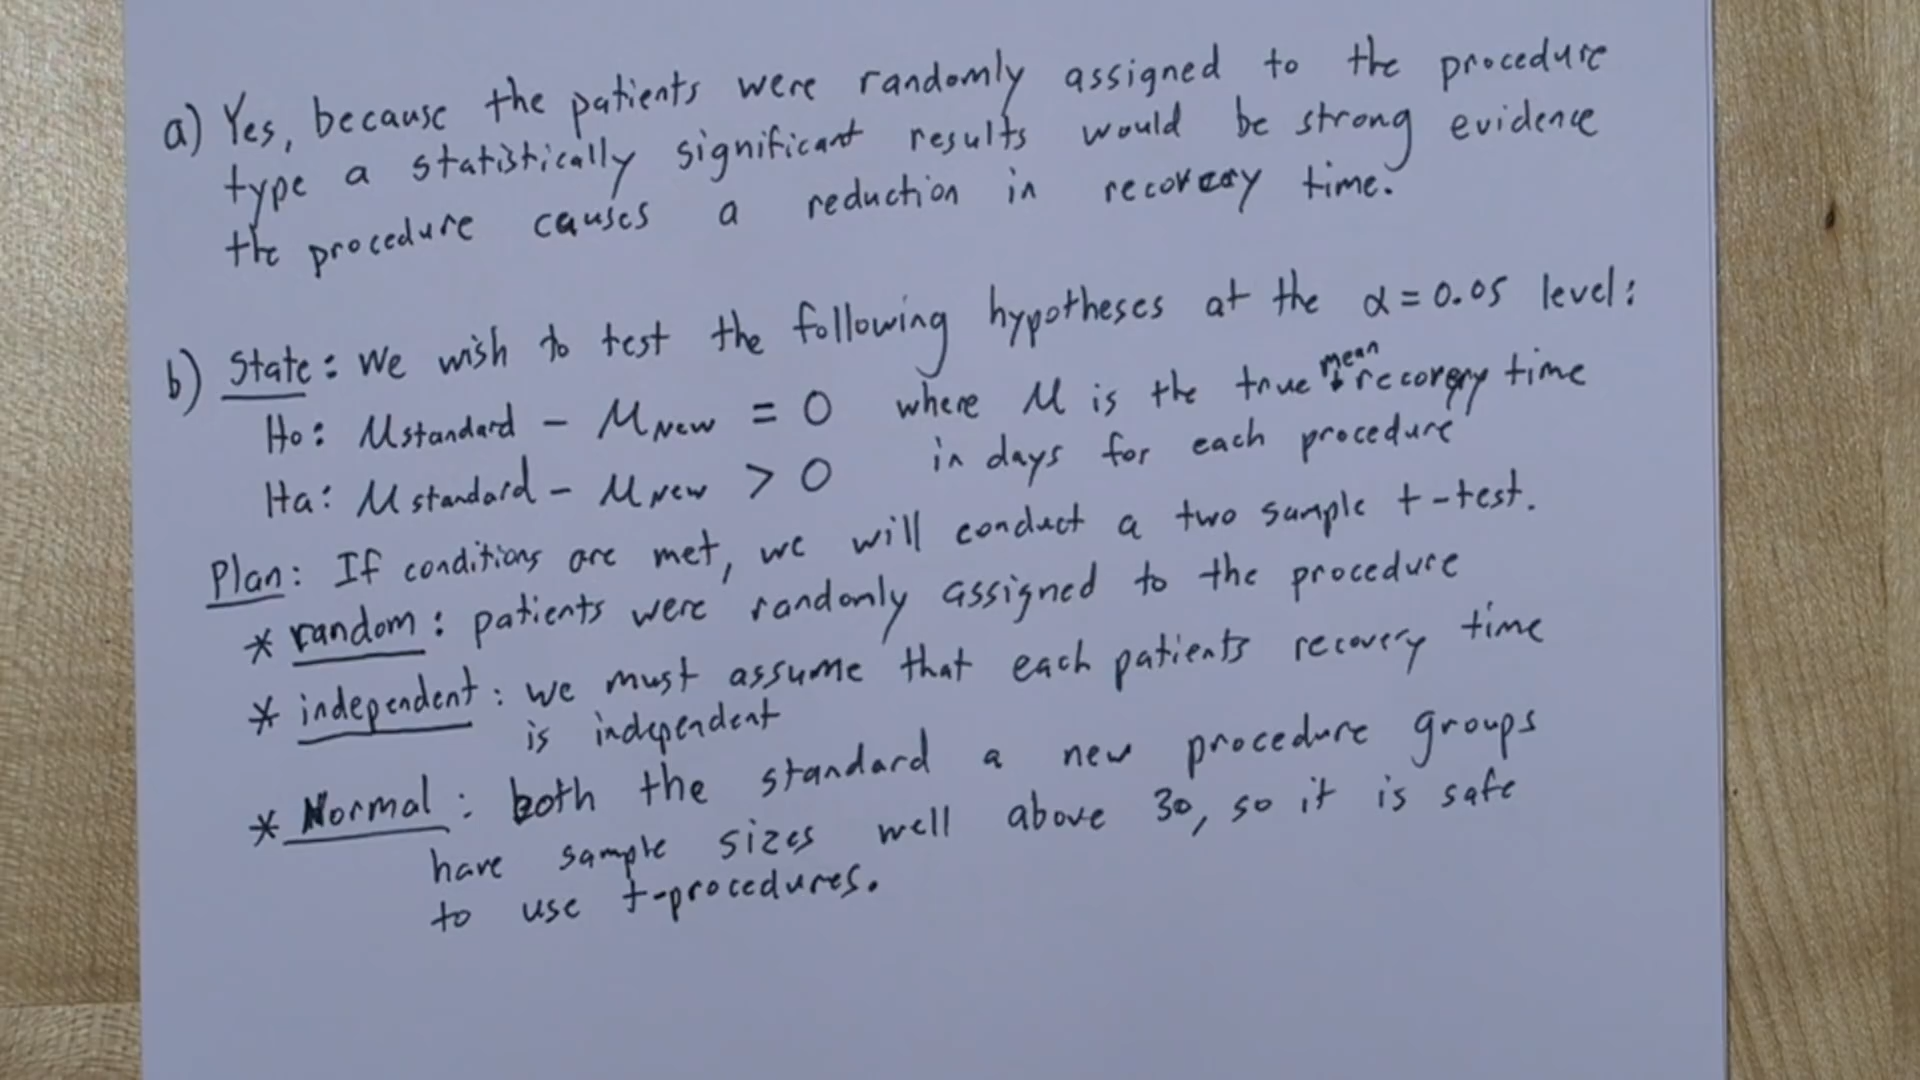 a) Yes, because the patients were randomly assigned to the procedure
type a statistically significant results would be strong evidence
the procedure causes a reduction in recovery time.
b) State: We wish to test the following hypotheses at the α = 0.05 level:
Ho: μstandard - μNew = 0 where μ is the true mean recovery time
in days for each procedure
Ha: μstandard - μNew > 0
Plan: If conditions are met, we will conduct a two sample t-test.
* random: patients were randomly assigned to the procedure
* independent: we must assume that each patients recovery time
is independent
* Normal: both the standard a new procedure groups
have sample sizes well above 30, so it is safe
to use t-procedures.